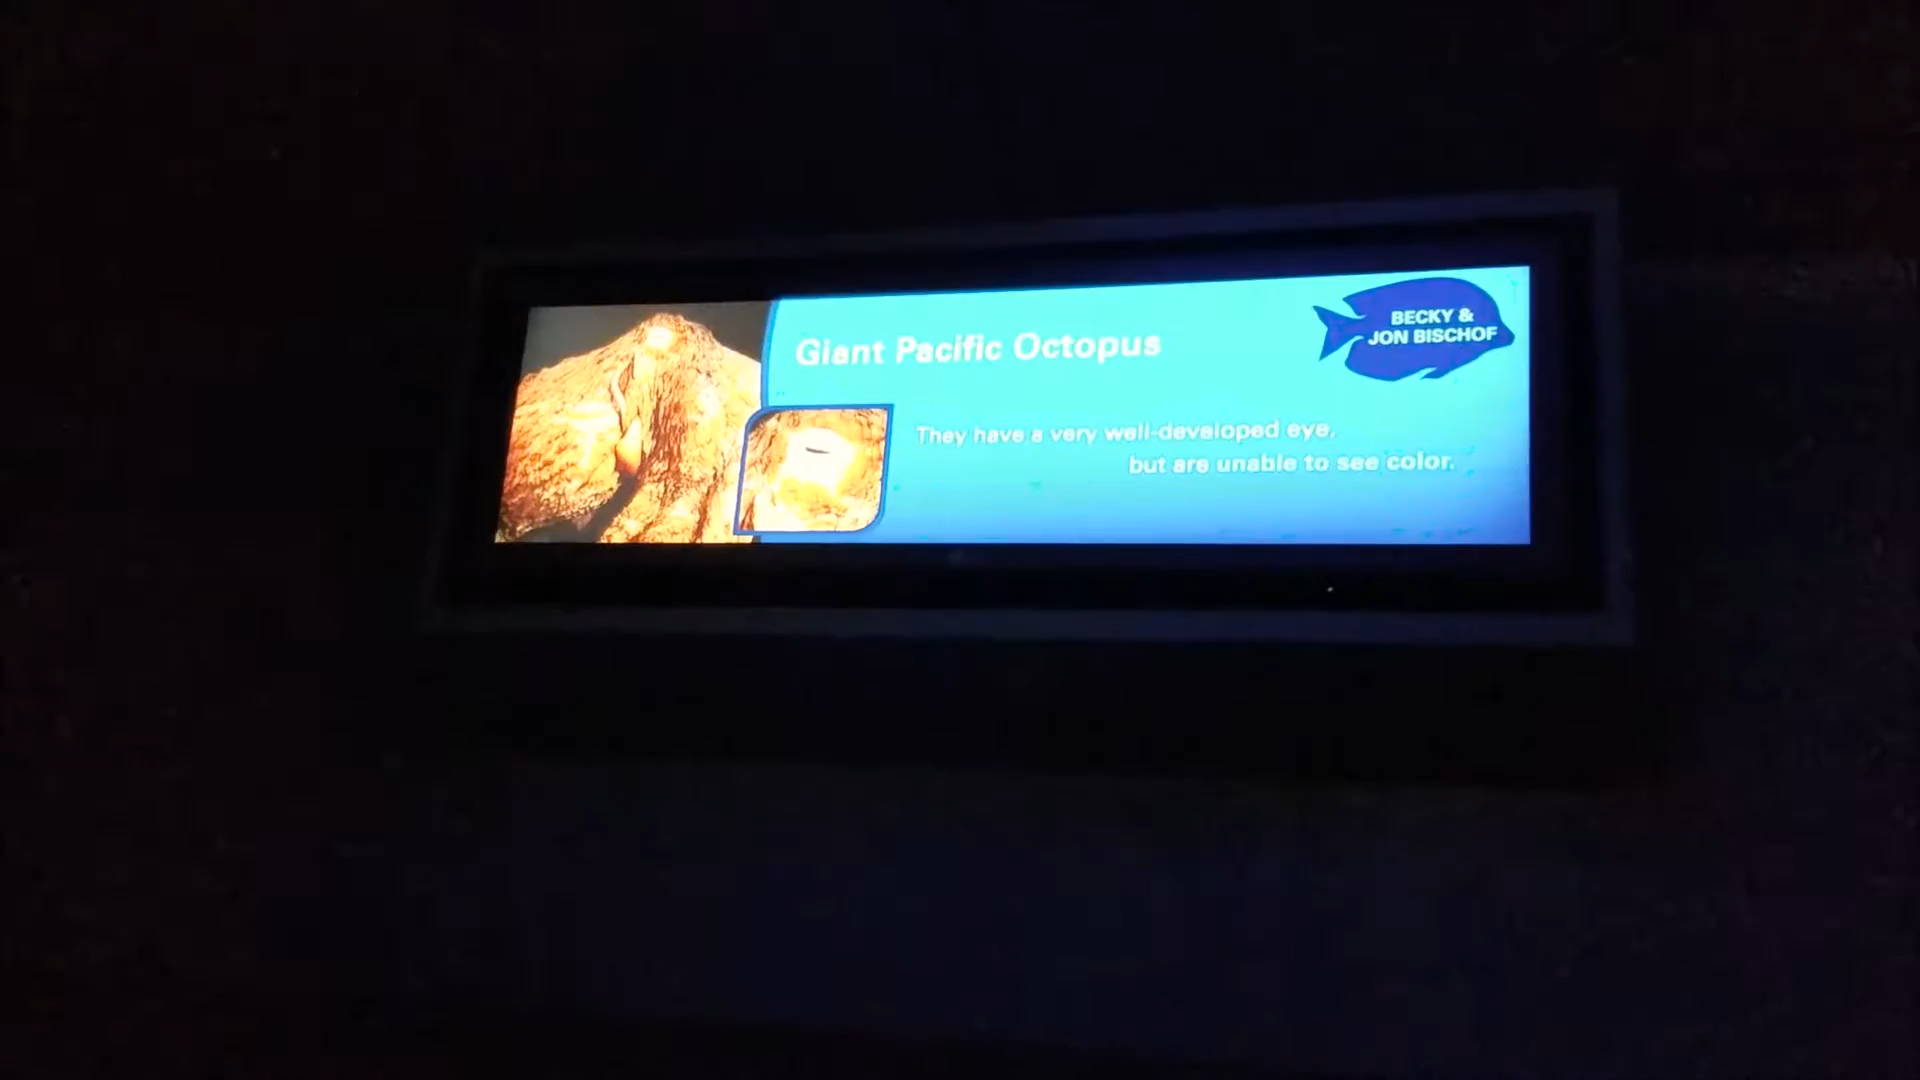 Giant Pacific Octopus
BECKY &
JON BISCHOF
They have a very well-developed eye,
but are unable to see color.